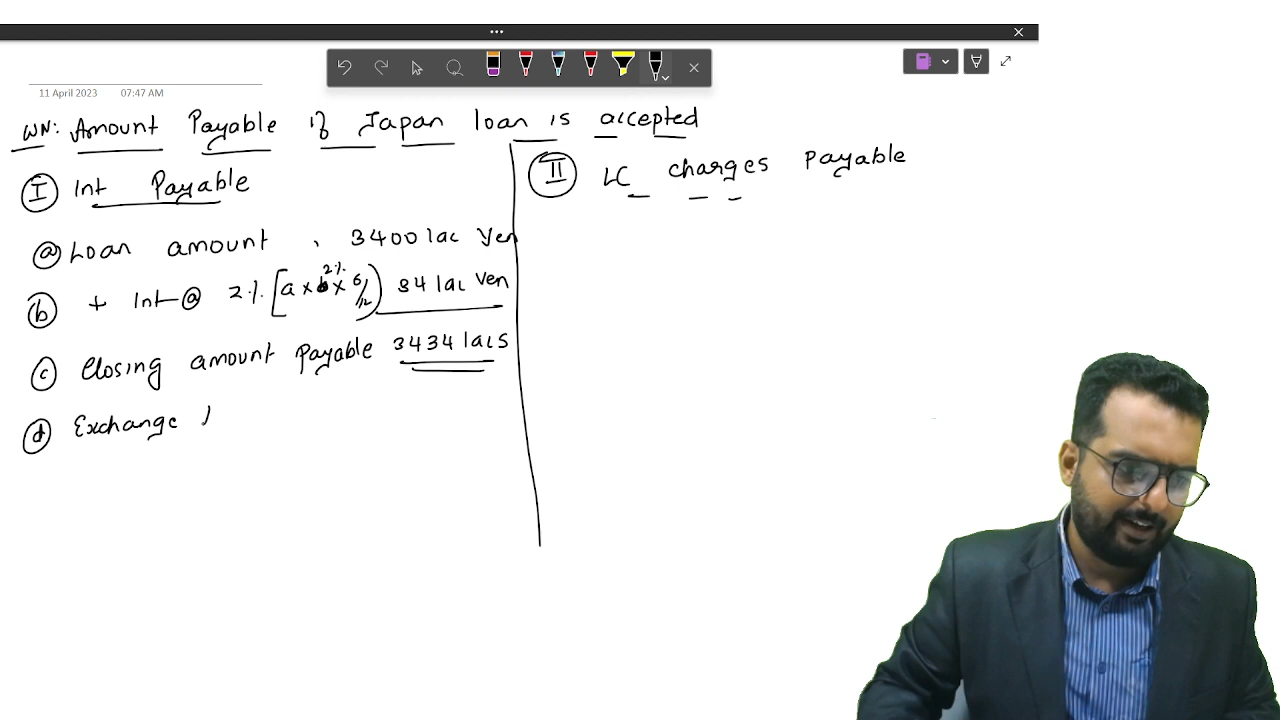 11 April 2023 07:47 AM
WN: Amount Payable if Japan loan is accepted
I Int Payable
a Loan amount , 3400 lac Yen
b + Int @ 2% [a x 2% x 6/12) 34 lac Yen
c Closing amount payable 3434 lacs
d Exchange
II LC charges payable